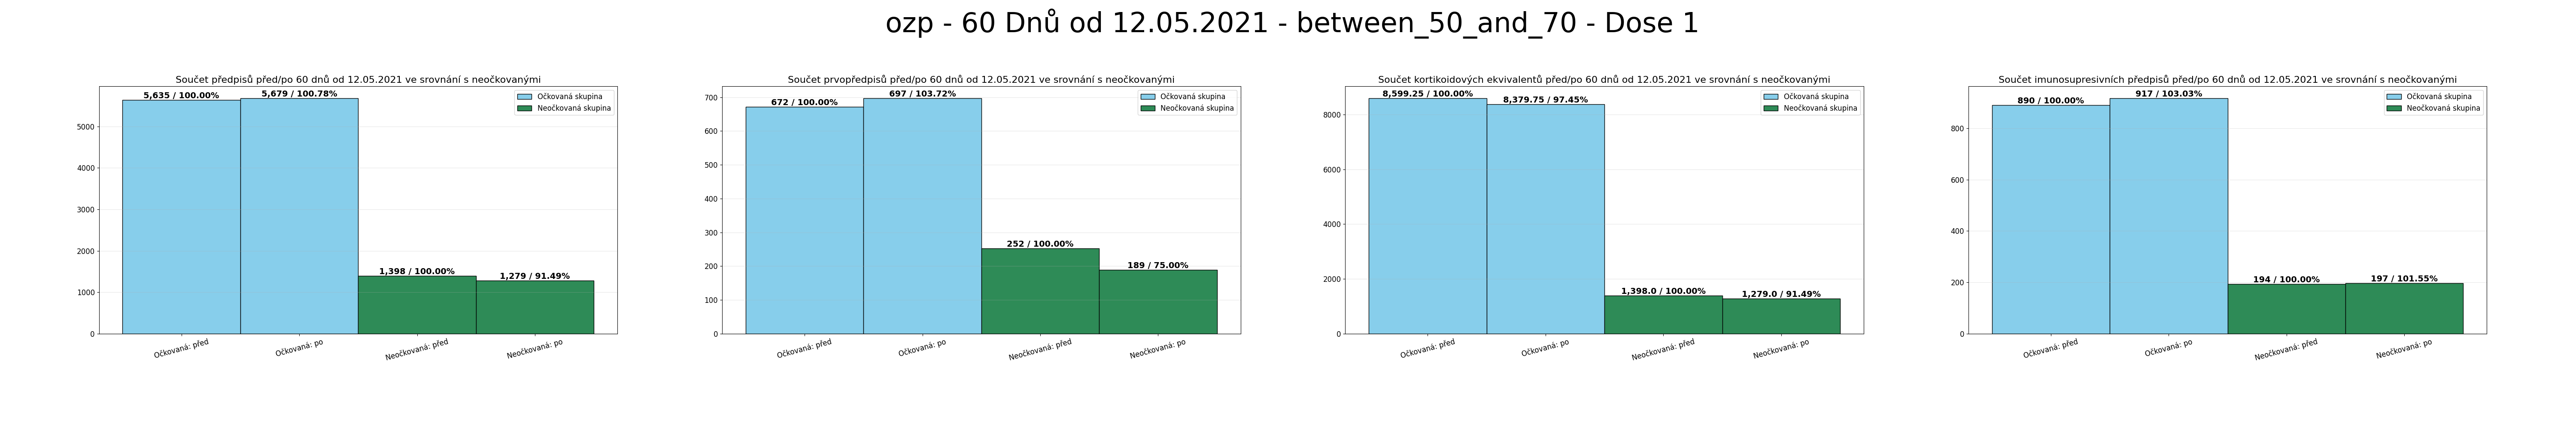 ozp - 60 Dnů od 12.05.2021 - between_50_and_70 - Dose 1
Součet předpisů před/po 60 dnů od 12.05.2021 ve srovnání s neočkovanými
5,635 / 100.00%
5,679 / 100.78%
1,398 / 100.00%
1,279 / 91.49%
Očkovaná skupina
Neočkovaná skupina
5000
4000
3000
2000
1000
0
Očkovaná: před
Očkovaná: po
Neočkovaná: před
Neočkovaná: po
Součet prvopředpisů před/po 60 dnů od 12.05.2021 ve srovnání s neočkovanými
672 / 100.00%
697 / 103.72%
252 / 100.00%
189 / 75.00%
Očkovaná skupina
Neočkovaná skupina
700
600
500
400
300
200
100
0
Očkovaná: před
Očkovaná: po
Neočkovaná: před
Neočkovaná: po
Součet kortikoidových ekvivalentů před/po 60 dnů od 12.05.2021 ve srovnání s neočkovanými
8,599.25 / 100.00%
8,379.75 / 97.45%
1,398.0 / 100.00%
1,279.0 / 91.49%
Očkovaná skupina
Neočkovaná skupina
8000
6000
4000
2000
0
Očkovaná: před
Očkovaná: po
Neočkovaná: před
Neočkovaná: po
Součet imunosupresivních předpisů před/po 60 dnů od 12.05.2021 ve srovnání s neočkovanými
890 / 100.00%
917 / 103.03%
194 / 100.00%
197 / 101.55%
Očkovaná skupina
Neočkovaná skupina
800
600
400
200
0
Očkovaná: před
Očkovaná: po
Neočkovaná: před
Neočkovaná: po